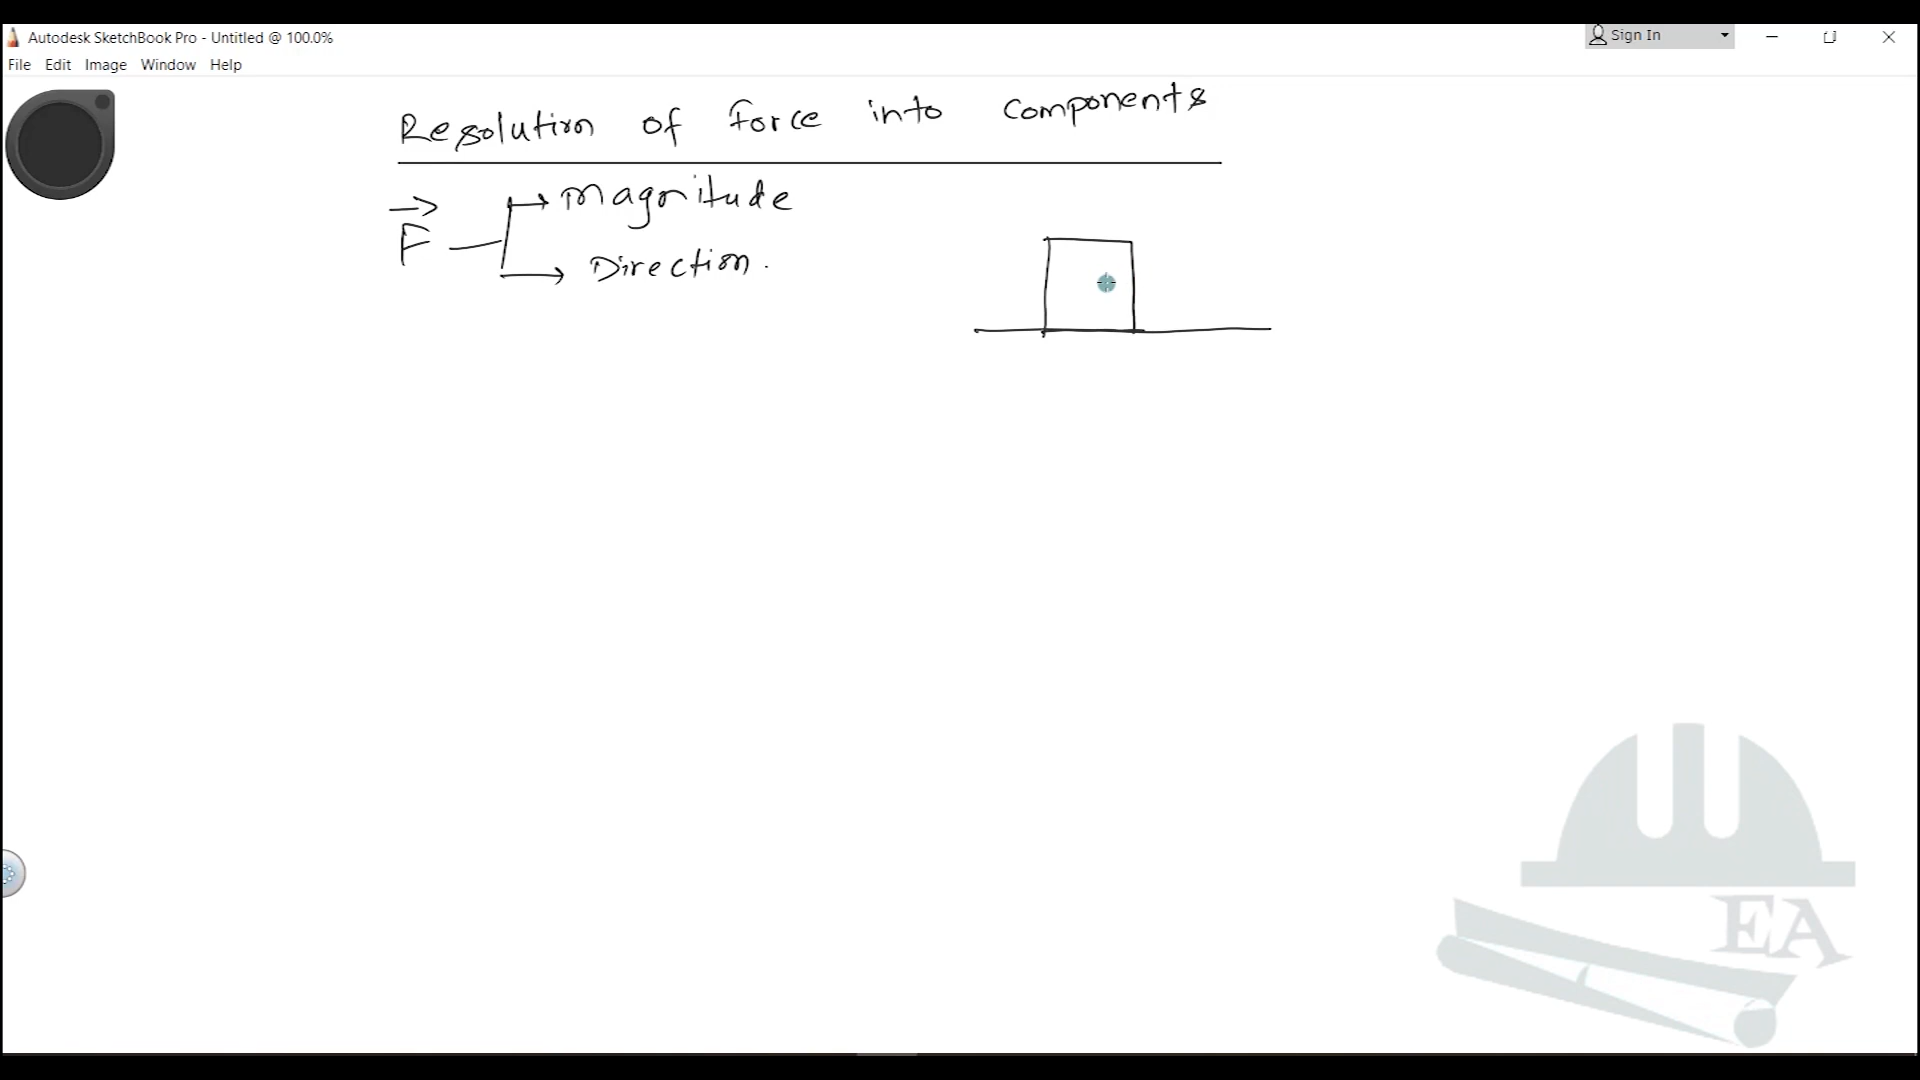 Autodesk SketchBook Pro - Untitled @ 100.0%
Sign In
File Edit Image Window Help
Resolution of force into components
F → magnitude
→ Direction.
EA